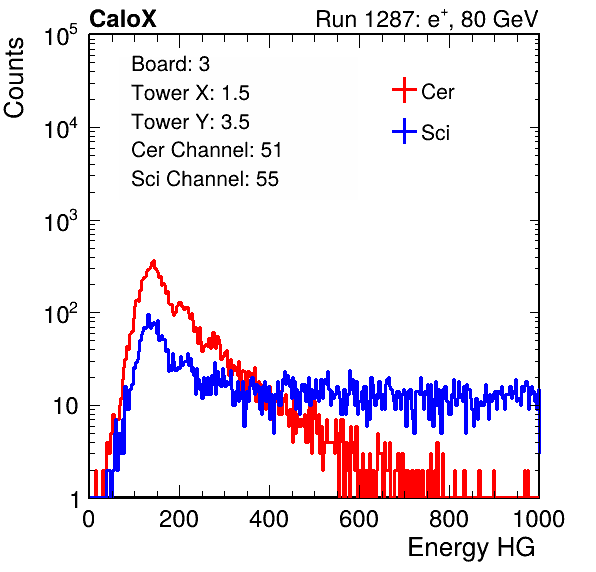 CaloX Run 1287: e⁺, 80 GeV
Counts
10⁵
10⁴
10³
10²
10
1
Board: 3
Tower X: 1.5
Tower Y: 3.5
Cer Channel: 51
Sci Channel: 55
Cer
Sci
0 200 400 600 800 1000
Energy HG